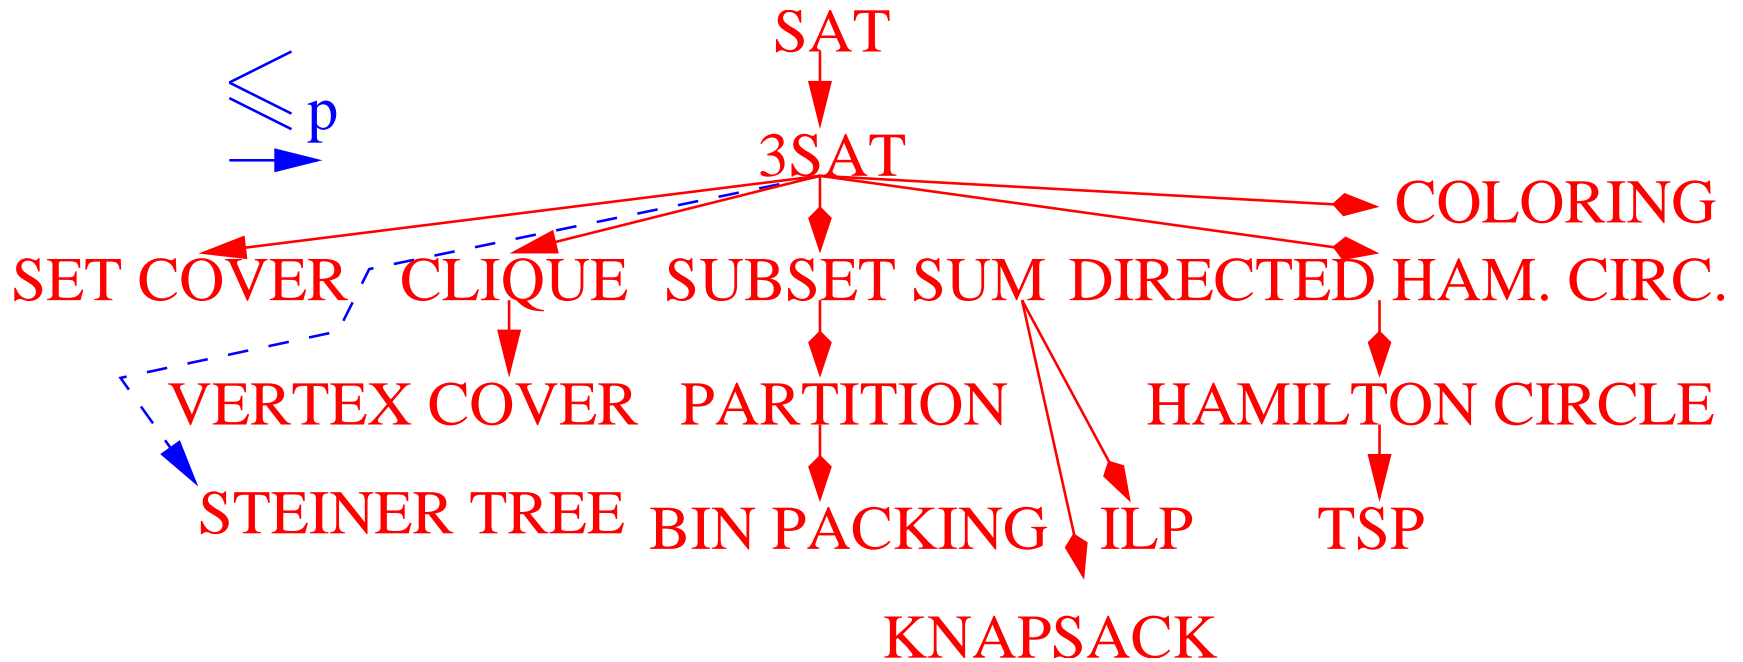 SAT
≤ p
3SAT
COLORING
SET COVER CLIQUE SUBSET SUM DIRECTED HAM. CIRC.
VERTEX COVER PARTITION HAMILTON CIRCLE
STEINER TREE BIN PACKING ILP TSP
KNAPSACK